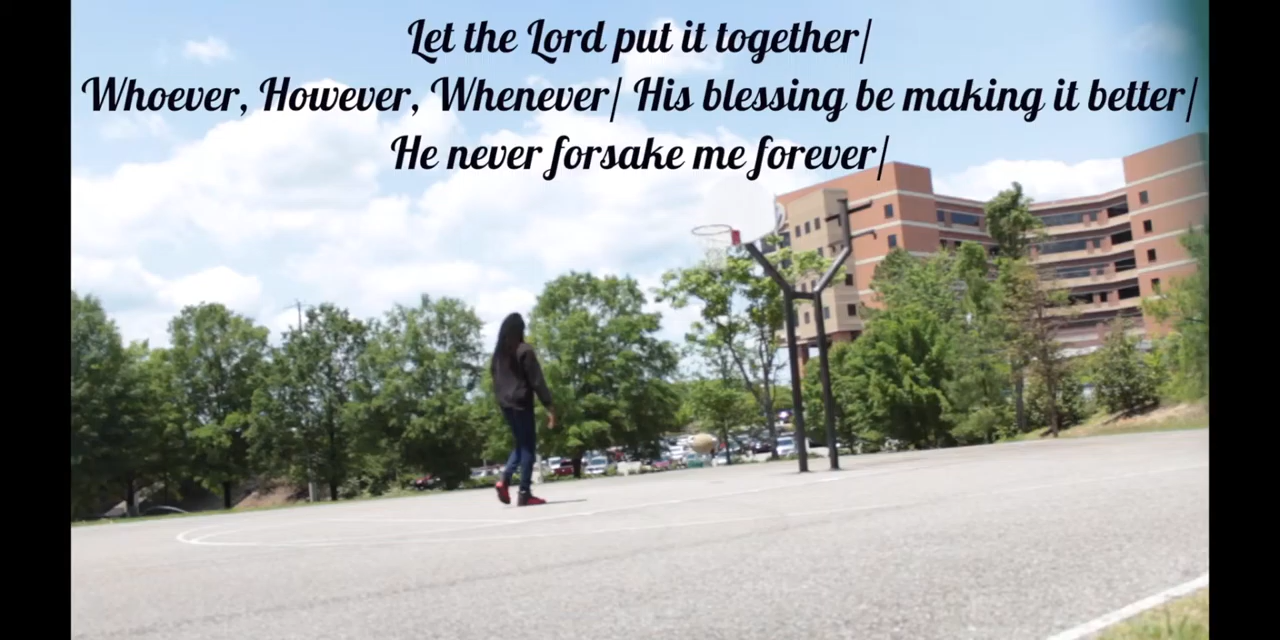 Let the Lord put it together/
Whoever, However, Whenever/ His blessing be making it better/
He never forsake me forever/